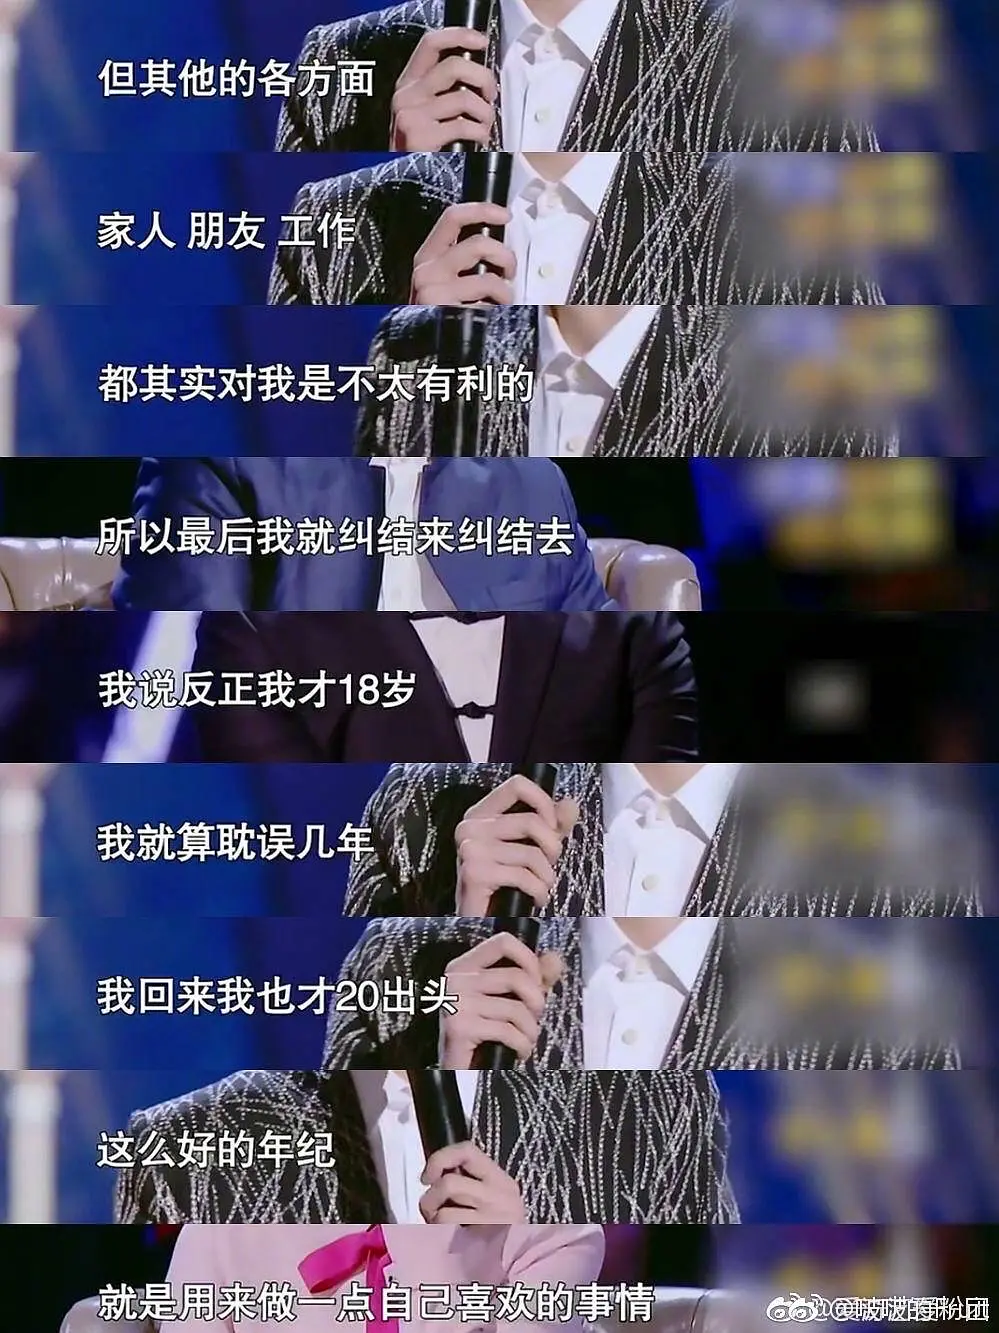 但其他的各方面
家人 朋友 工作
都其实对我是不太有利的
所以最后我就纠结来纠结去
我说反正我才18岁
我就算耽误几年
我回来我也才20出头
这么好的年纪
就是用来做一点自己喜欢的事情